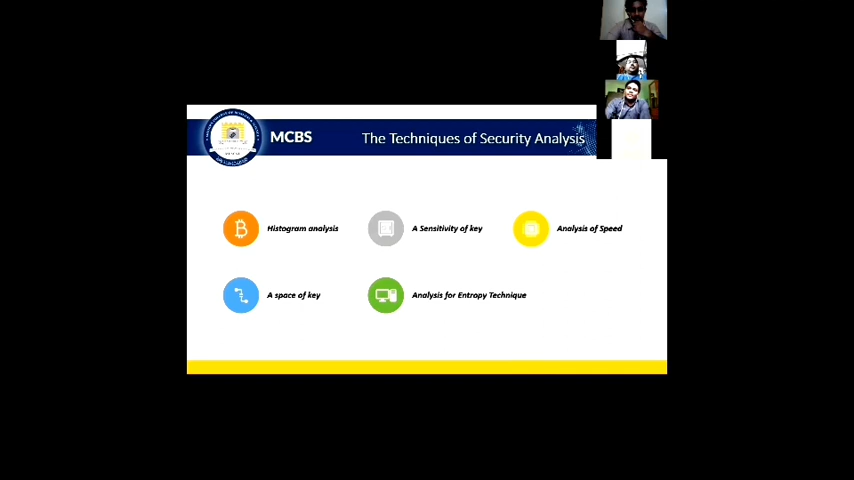 MCBS
The Techniques of Security Analysis
Histogram analysis
A Sensitivity of key
Analysis of Speed
A space of key
Analysis for Entropy Technique